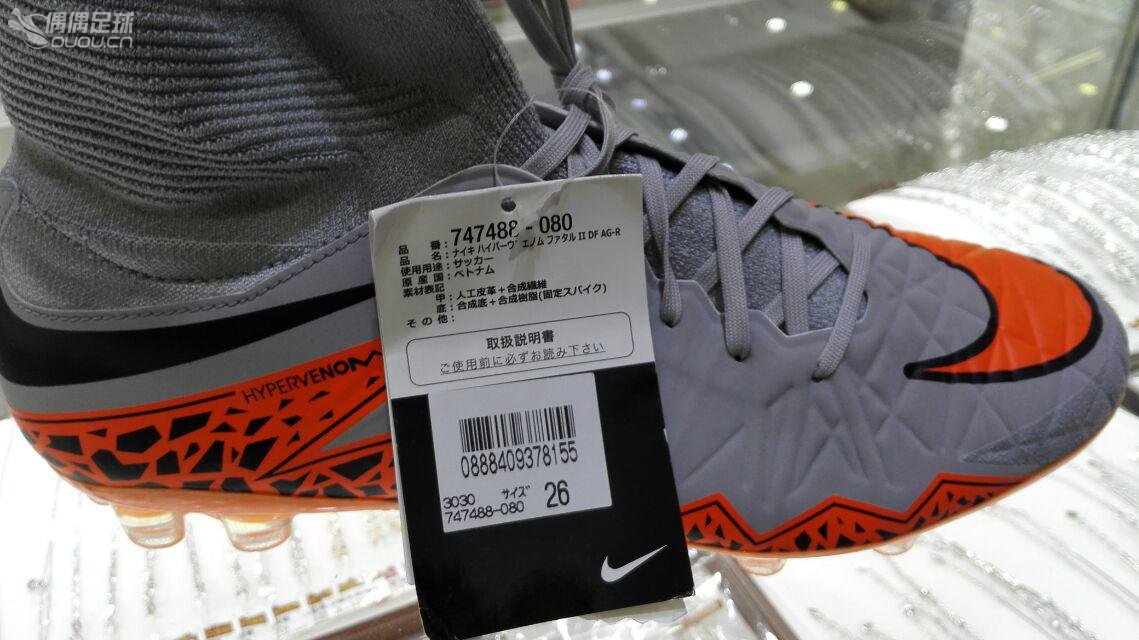 偶偶足球
OUOU.CN
品番: 747488-080
品名: ナイキ ハイパーヴェノム ファタル II DF AG-R
使用用途: サッカー
原産国: ベトナム
素材表記
甲: 人工皮革+合成繊維
底: 合成底+合成樹脂(固定スパイク)
その他:
取扱説明書
ご使用前に必ずお読み下さい
HYPERVENOM
0888409378155
3030 サイズ 26
747488-080